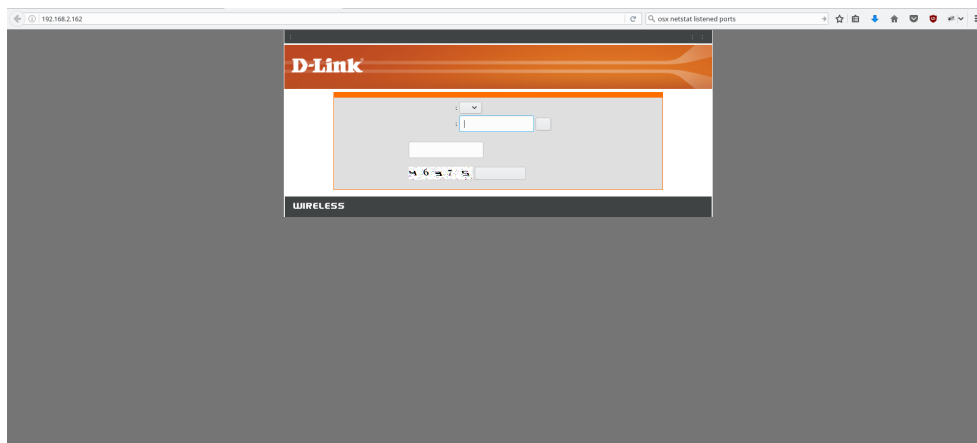 192.168.2.162
osx netstat listened ports
D-Link
:
:
WIRELESS